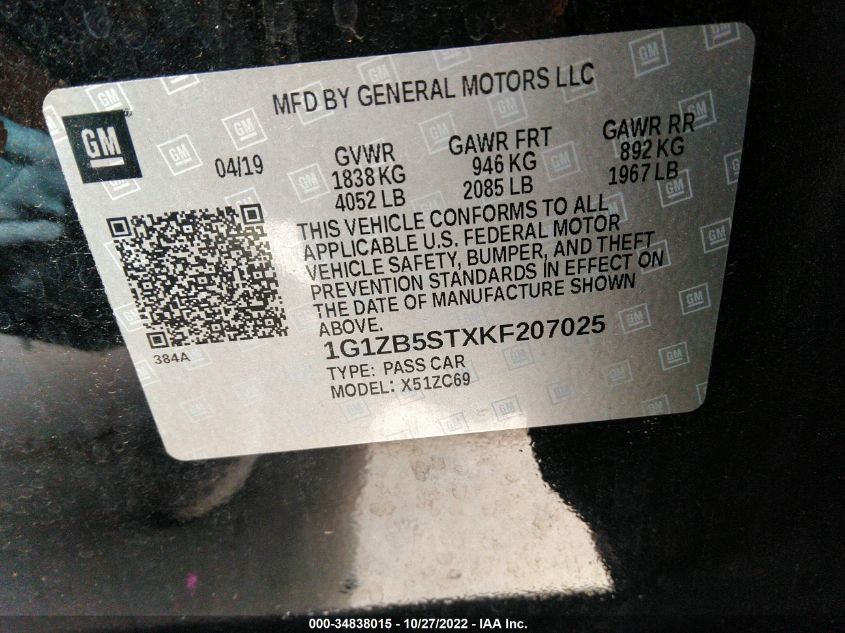 MFD BY GENERAL MOTORS LLC
GM
04/19
GVWR
1838 KG
4052 LB
GAWR FRT
946 KG
2085 LB
GAWR RR
892 KG
1967 LB
THIS VEHICLE CONFORMS TO ALL
APPLICABLE U.S. FEDERAL MOTOR
VEHICLE SAFETY, BUMPER, AND THEFT
PREVENTION STANDARDS IN EFFECT ON
THE DATE OF MANUFACTURE SHOWN
ABOVE.
384A
1G1ZB5STXKF207025
TYPE: PASS CAR
MODEL: X51ZC69
000-34838015 - 10/27/2022 - IAA Inc.